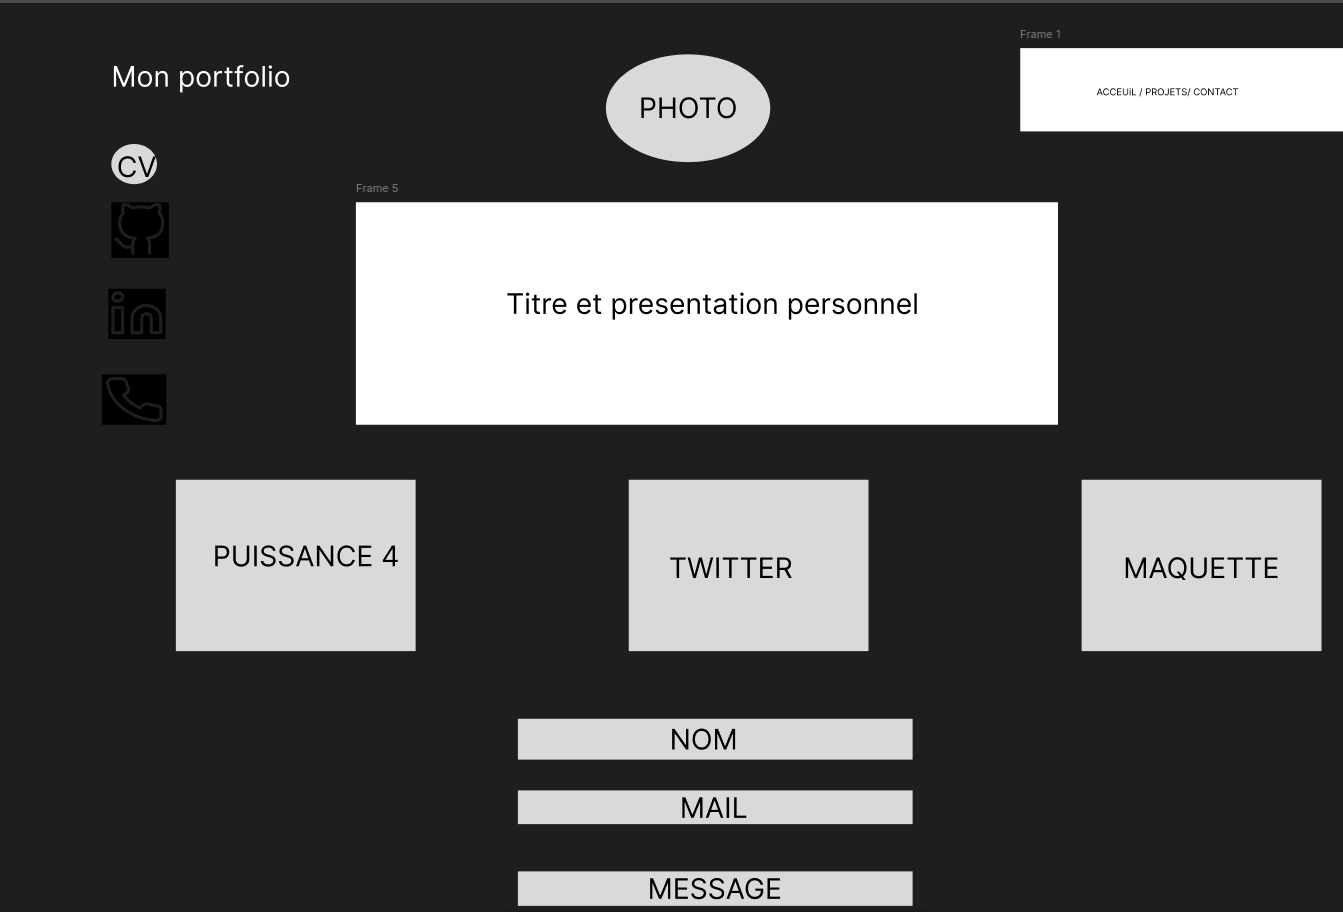 Frame 1
Mon portfolio
PHOTO
ACCEUiL / PROJETS/ CONTACT
CV
Frame 5
in
Titre et presentation personnel
PUISSANCE 4
TWITTER
MAQUETTE
NOM
MAIL
MESSAGE